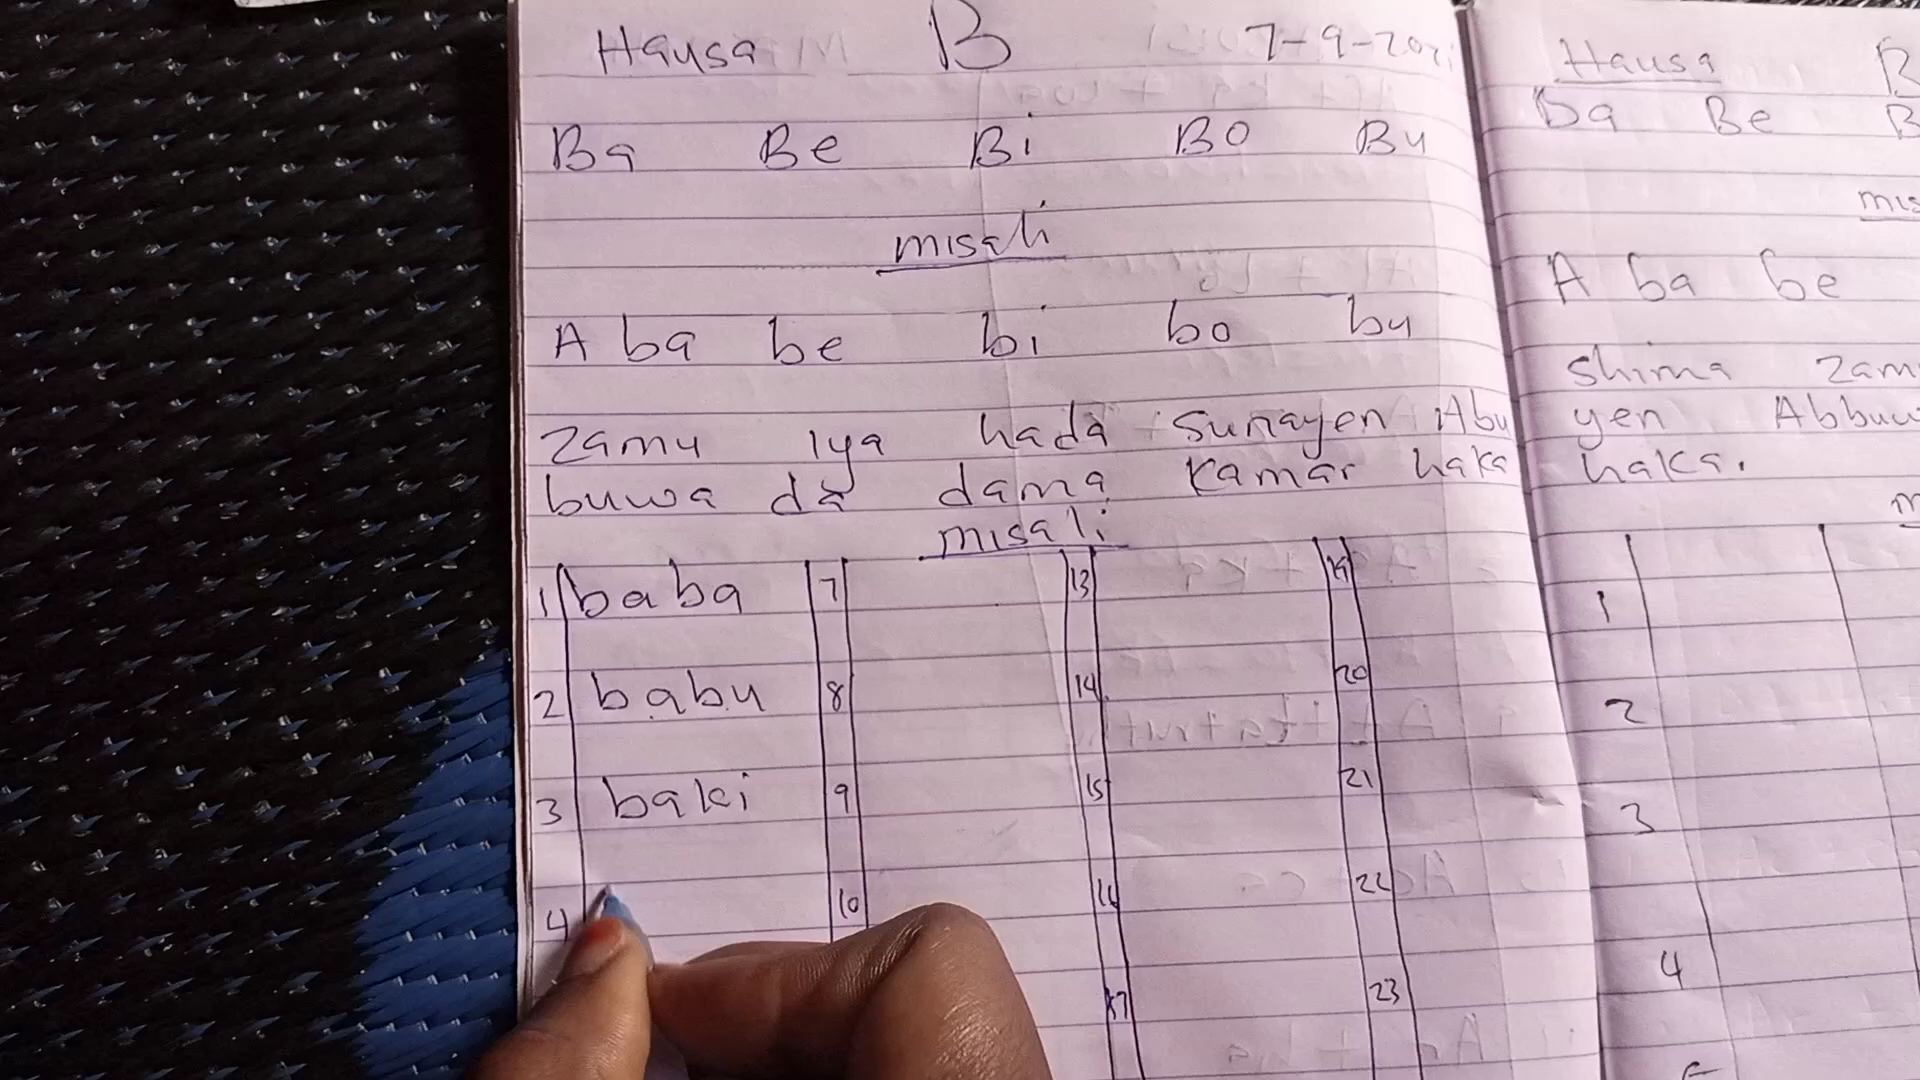 Hausa B 7-9-202
Ba Be Bi Bo Bu
misali
A ba be bi bo bu
zamu iya hada sunayen Abu
buwa da dama kamar haka
misali
1 baba 7 13 19
2 babu 8 14 20
3 baki 9 15 21
4 10 16 22
17 23
Hausa B
Ba Be B
mis
A ba be
shima zam
yen Abbuw
haka.
m
1
2
3
4